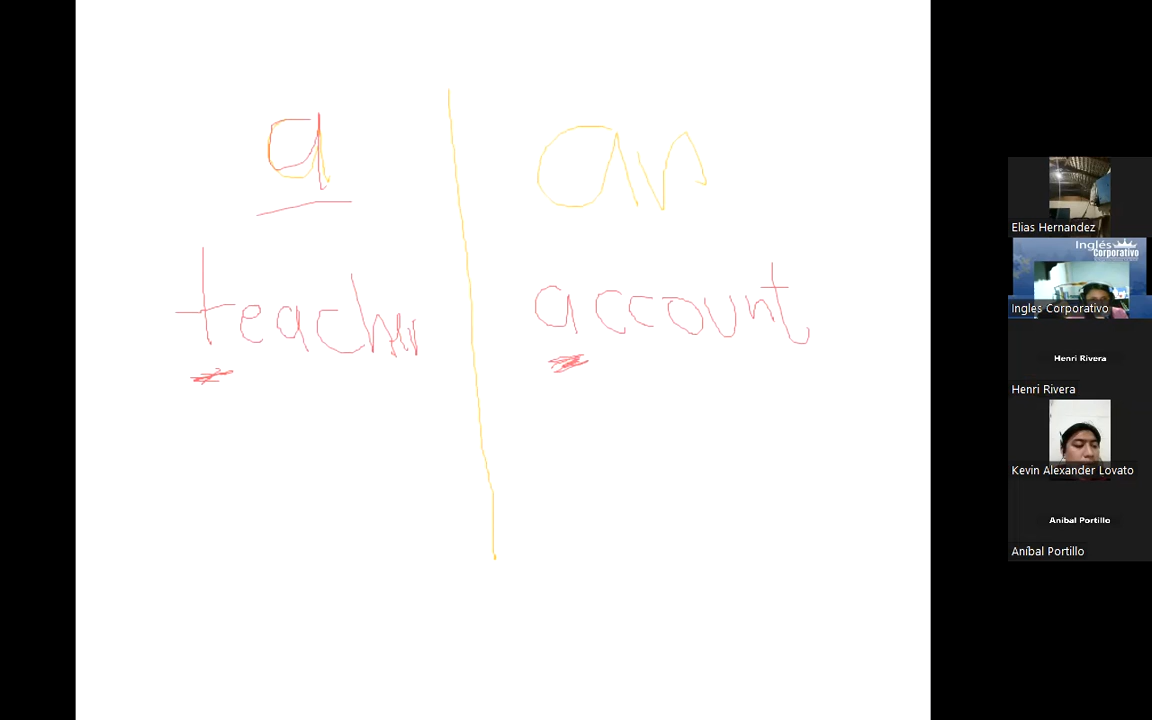 a
an
teacher
account
Elias Hernandez
Inglés
Corporativo
Ingles Corporativo
Henri Rivera
Henri Rivera
Kevin Alexander Lovato
Anibal Portillo
Aníbal Portillo